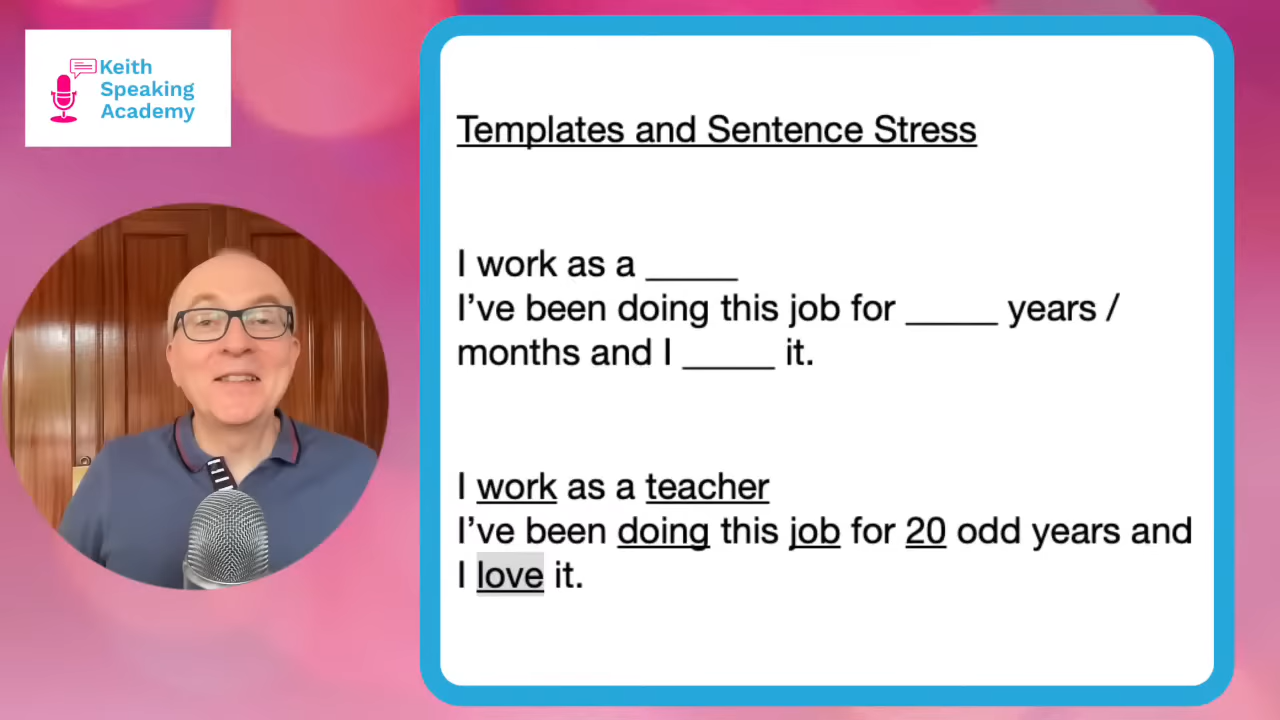 Keith
Speaking
Academy
Templates and Sentence Stress
I work as a _____
I’ve been doing this job for _____ years /
months and I _____ it.
I work as a teacher
I’ve been doing this job for 20 odd years and
I love it.